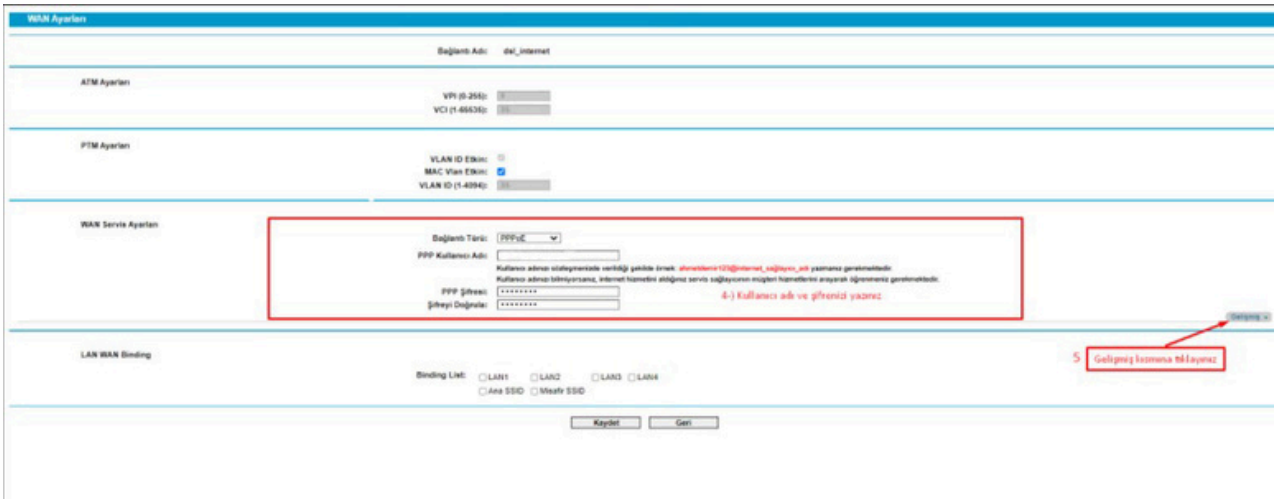 WAN Ayarları
Bağlantı Adı: dsl_internet
ATM Ayarları
VPI (0-255):
VCI (1-65535):
PTM Ayarları
VLAN ID Etkin:
MAC Vlan Etkin:
VLAN ID (1-4094):
WAN Servis Ayarları
Bağlantı Türü: PPPoE
PPP Kullanıcı Adı:
Kullanıcı adınızı sözleşmenizde verildiği şekilde örnek: ahmetdemir123@internet_sağlayıcı_adı yazmanız gerekmektedir.
Kullanıcı adınızı bilmiyorsanız, internet hizmetini aldığınız servis sağlayıcının müşteri hizmetlerini arayarak öğrenmeniz gerekmektedir.
PPP Şifresi: ********
4-) Kullanıcı adı ve şifrenizi yazınız
Şifreyi Doğrula: ********
Gelişmiş
5 Gelişmiş kısmına tıklayınız
LAN WAN Binding
Binding List: LAN1 LAN2 LAN3 LAN4
Ana SSID Misafir SSID
Kaydet Geri